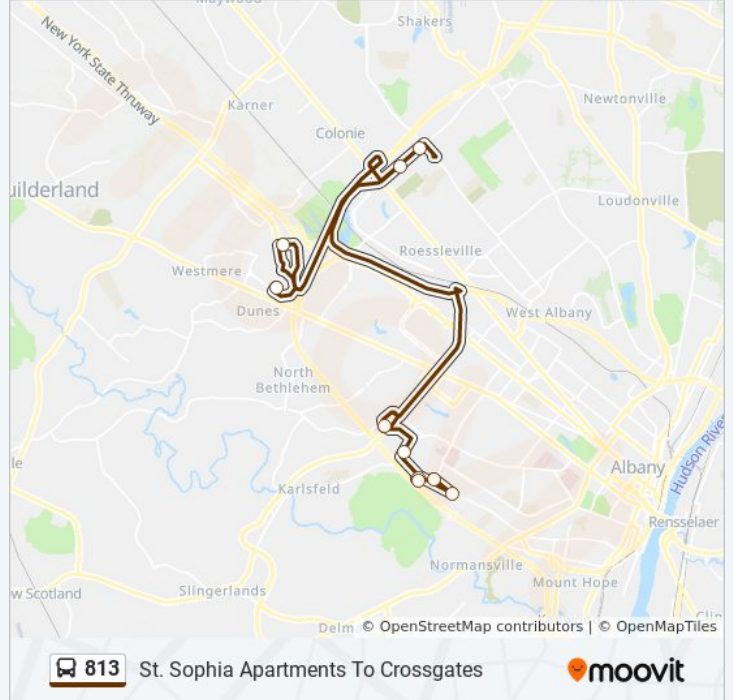 Maywood
Shakers
New York State Thruway
Karner
Newtonville
Colonie
uilderland
Loudonville
Roessleville
Westmere
Dunes
West Albany
North
Bethlehem
Hudson River
le
Albany
Karlsfeld
Rensselaer
Normansville
w Scotland
Slingerlands
Mount Hope
Delm
© OpenStreetMap contributors | © OpenMapTiles
813 St. Sophia Apartments To Crossgates moovit